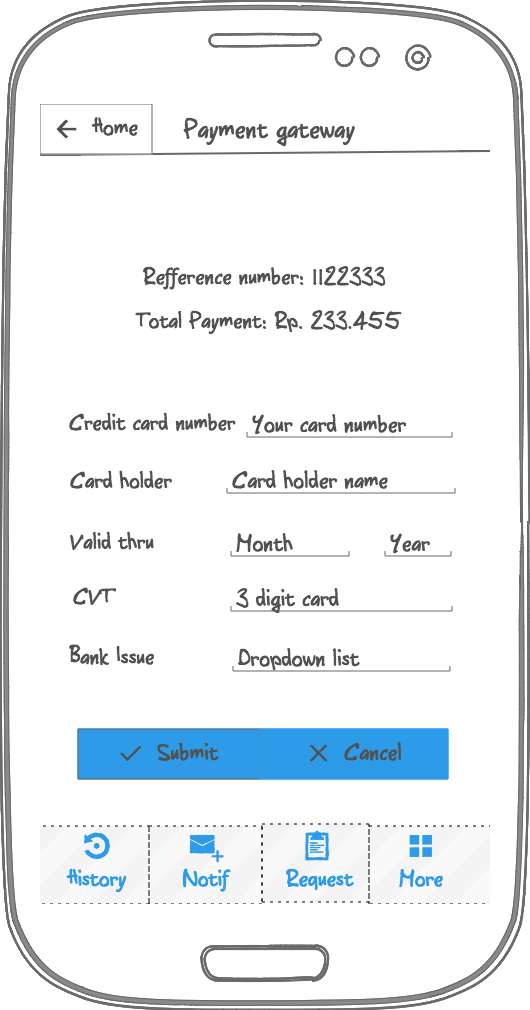 Home Payment gateway
Refference number: 1122333
Total Payment: Rp. 233.455
Credit card number Your card number
Card holder Card holder name
Valid thru Month Year
CVT 3 digit card
Bank Issue Dropdown list
Submit Cancel
History Notif Request More